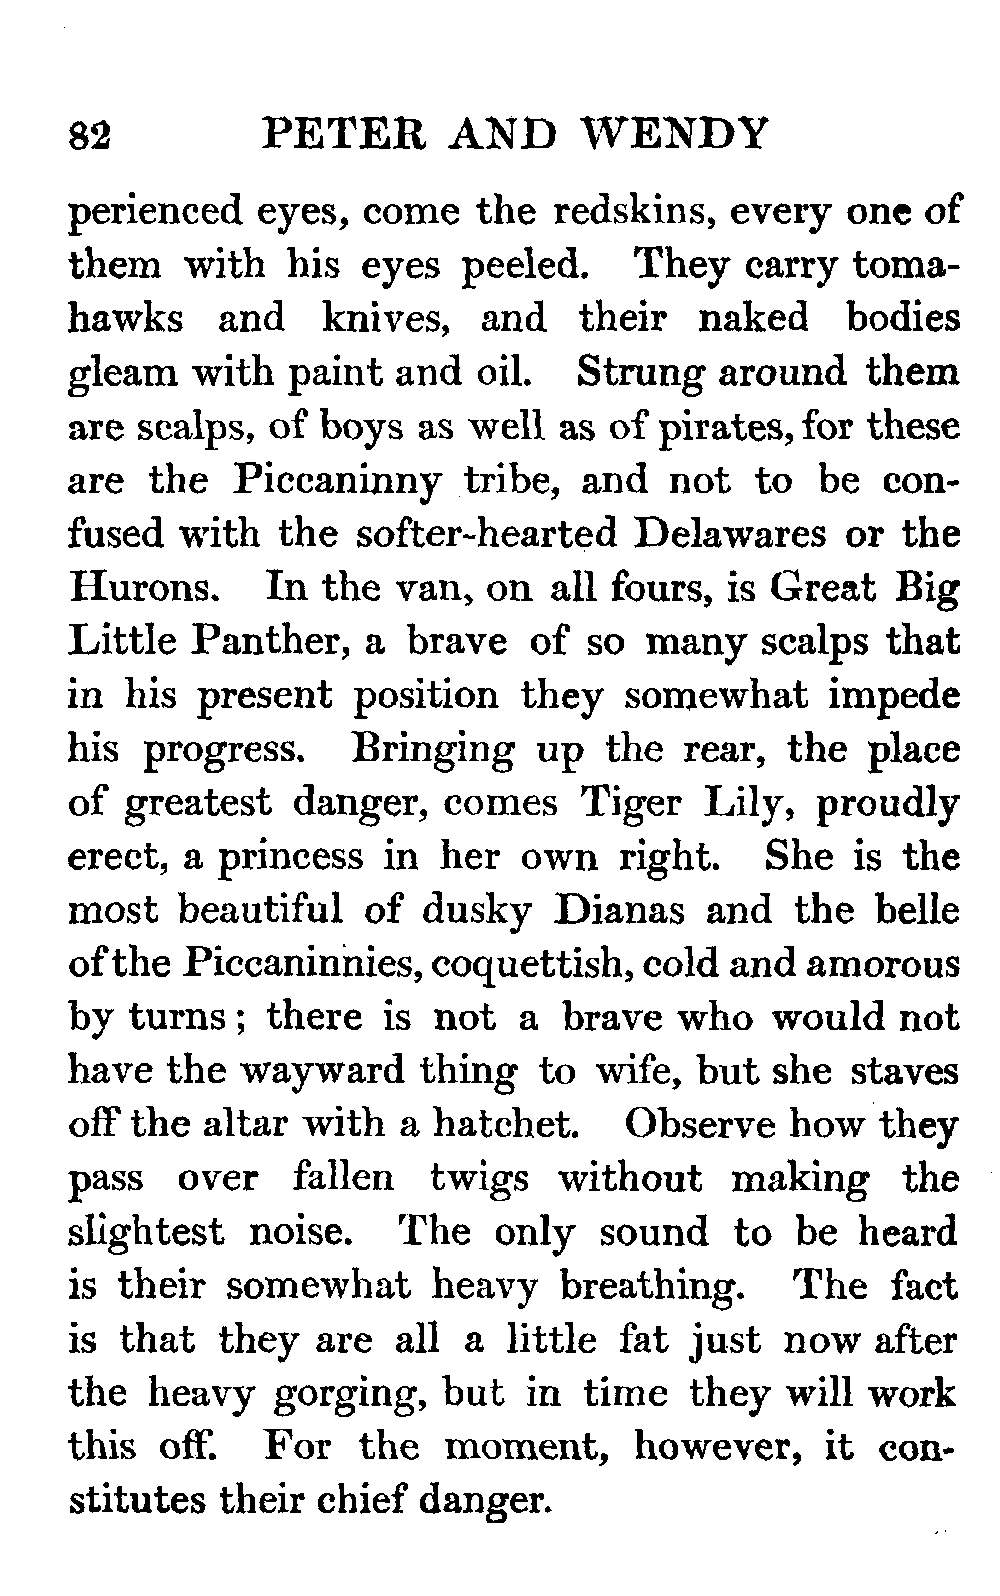 82 PETER AND WENDY
perienced eyes, come the redskins, every one of
them with his eyes peeled. They carry toma-
hawks and knives, and their naked bodies
gleam with paint and oil. Strung around them
are scalps, of boys as well as of pirates, for these
are the Piccaninny tribe, and not to be con-
fused with the softer-hearted Delawares or the
Hurons. In the van, on all fours, is Great Big
Little Panther, a brave of so many scalps that
in his present position they somewhat impede
his progress. Bringing up the rear, the place
of greatest danger, comes Tiger Lily, proudly
erect, a princess in her own right. She is the
most beautiful of dusky Dianas and the belle
of the Piccaninnies, coquettish, cold and amorous
by turns; there is not a brave who would not
have the wayward thing to wife, but she staves
off the altar with a hatchet. Observe how they
pass over fallen twigs without making the
slightest noise. The only sound to be heard
is their somewhat heavy breathing. The fact
is that they are all a little fat just now after
the heavy gorging, but in time they will work
this off. For the moment, however, it con-
stitutes their chief danger.